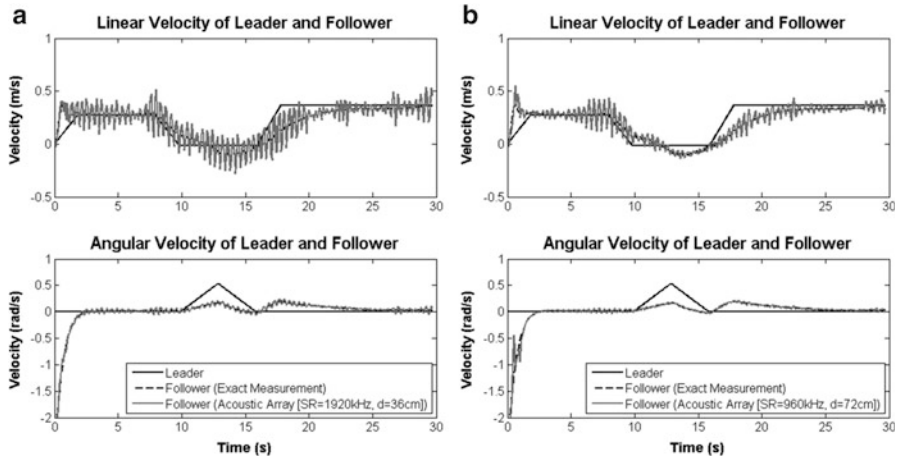 a
Linear Velocity of Leader and Follower
Velocity (m/s)
1
0.5
0
-0.5
0 5 10 15 20 25 30
Angular Velocity of Leader and Follower
Velocity (rad/s)
1
0.5
0
-0.5
-1
-1.5
-2
0 5 10 15 20 25 30
Leader
Follower (Exact Measurement)
Follower (Acoustic Array [SR=1920kHz, d=36cm])
Time (s)
b
Linear Velocity of Leader and Follower
Velocity (m/s)
1
0.5
0
-0.5
0 5 10 15 20 25 30
Angular Velocity of Leader and Follower
Velocity (rad/s)
1
0.5
0
-0.5
-1
-1.5
-2
0 5 10 15 20 25 30
Leader
Follower (Exact Measurement)
Follower (Acoustic Array [SR=960kHz, d=72cm])
Time (s)